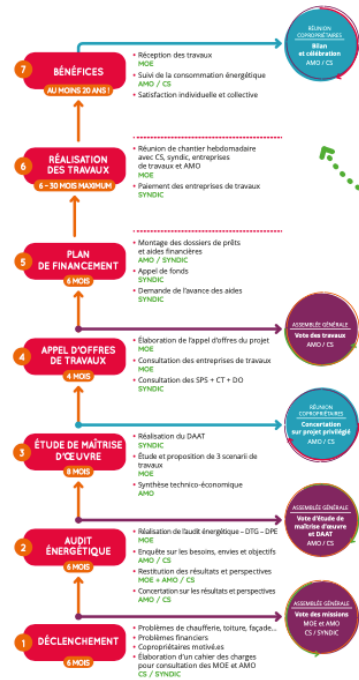 7
BÉNÉFICES
AU MOINS 20 ANS !
• Réception des travaux
MOE
• Suivi de la consommation énergétique
AMO / CS
• Satisfaction individuelle et collective
RÉUNION
COPROPRIÉTAIRES
Bilan
et célébration
AMO / CS
6
RÉALISATION
DES TRAVAUX
6 – 30 MOIS MAXIMUM
• Réunion de chantier hebdomadaire
avec CS, syndic, entreprises
de travaux et AMO
MOE
• Paiement des entreprises de travaux
SYNDIC
5
PLAN
DE FINANCEMENT
6 MOIS
• Montage des dossiers de prêts
et aides financières
AMO / SYNDIC
• Appel de fonds
SYNDIC
• Demande de l'avance des aides
SYNDIC
ASSEMBLÉE GÉNÉRALE
Vote des travaux
AMO / CS
4
APPEL D'OFFRES
DE TRAVAUX
4 MOIS
• Élaboration de l'appel d'offres du projet
MOE
• Consultation des entreprises de travaux
MOE
• Consultation des SPS + CT + DO
SYNDIC
RÉUNION
COPROPRIÉTAIRES
Concertation
sur projet privilégié
AMO / CS
3
ÉTUDE DE MAÎTRISE
D'ŒUVRE
8 MOIS
• Réalisation du DAAT
SYNDIC
• Étude et proposition de 3 scenarii de
travaux
MOE
• Synthèse technico-économique
AMO
ASSEMBLÉE GÉNÉRALE
Vote d'étude de
maîtrise d'œuvre
et DAAT
AMO / CS
2
AUDIT
ÉNERGÉTIQUE
6 MOIS
• Réalisation de l'audit énergétique – DTG – DPE
MOE
• Enquête sur les besoins, envies et objectifs
AMO / CS
• Restitution des résultats et perspectives
MOE + AMO / CS
• Concertation sur les résultats et perspectives
AMO / CS
ASSEMBLÉE GÉNÉRALE
Vote des missions
MOE et AMO
CS / SYNDIC
1
DÉCLENCHEMENT
6 MOIS
• Problèmes de chaufferie, toiture, façade...
• Problèmes financiers
• Copropriétaires motivé.es
• Élaboration d'un cahier des charges
pour consultation des MOE et AMO
CS / SYNDIC